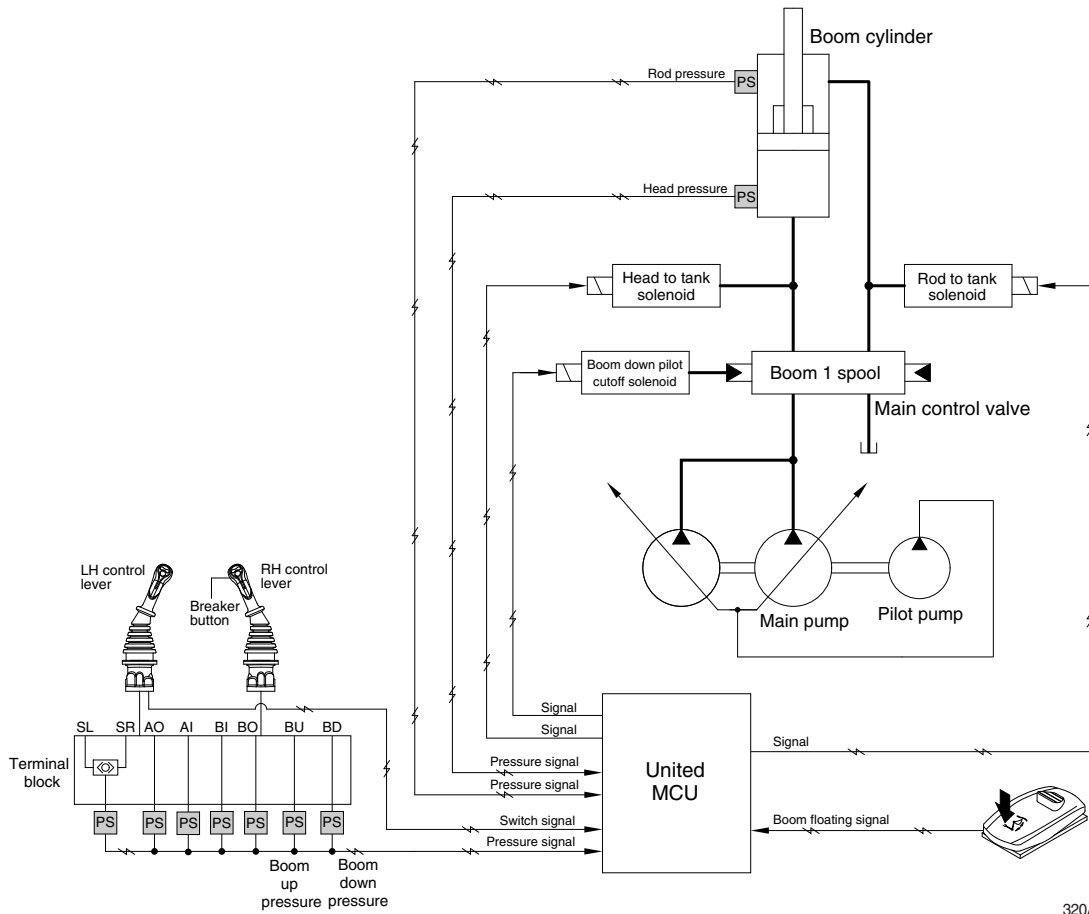 Boom cylinder
Rod pressure
PS
Head pressure
PS
Head to tank
solenoid
Rod to tank
solenoid
Boom down pilot
cutoff solenoid
Boom 1 spool
Main control valve
LH control
lever
RH control
lever
Breaker
button
Main pump
Pilot pump
SL
SR
AO
AI
BI
BO
BU
BD
Terminal
block
PS
PS
PS
PS
PS
PS
PS
Boom
up
pressure
Boom
down
pressure
Signal
Signal
Pressure signal
Pressure signal
Switch signal
Pressure signal
United
MCU
Signal
Boom floating signal